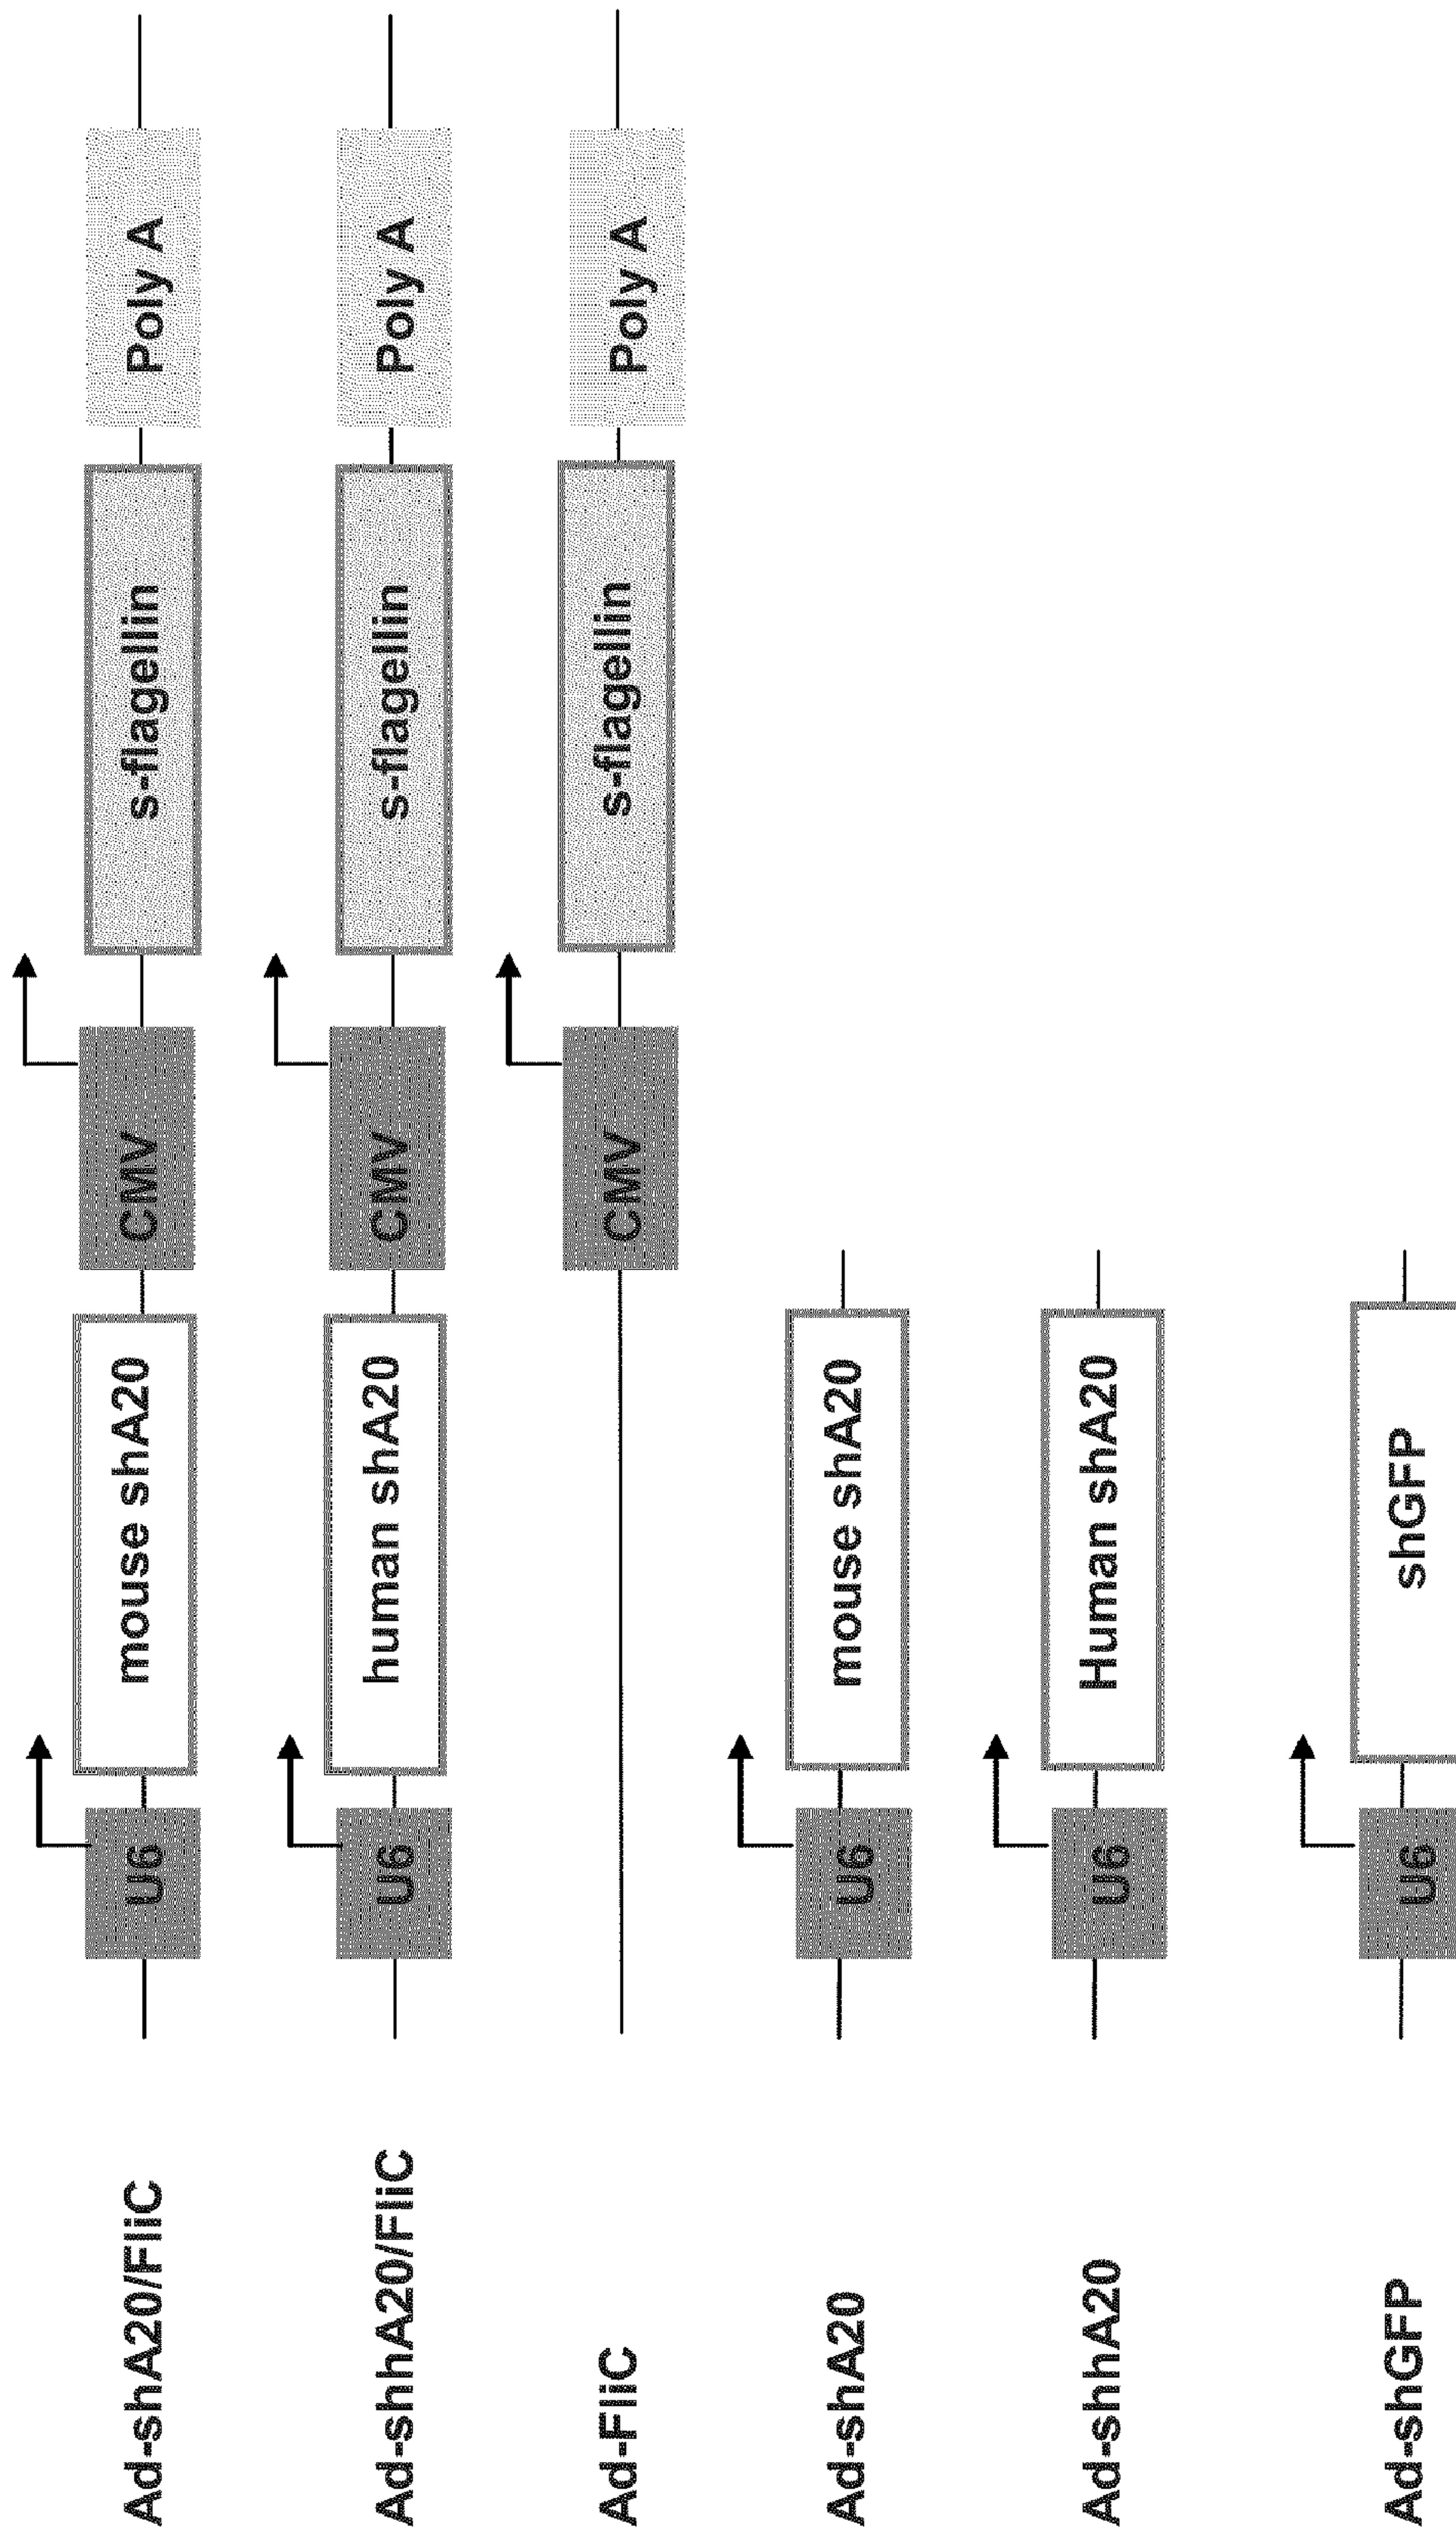 Ad-shA20/FliC U6 mouse shA20 CMV s-flagellin Poly A
Ad-shhA20/FliC U6 human shA20 CMV s-flagellin Poly A
Ad-FliC CMV s-flagellin Poly A
Ad-shA20 U6 mouse shA20
Ad-shhA20 U6 Human shA20
Ad-shGFP U6 shGFP